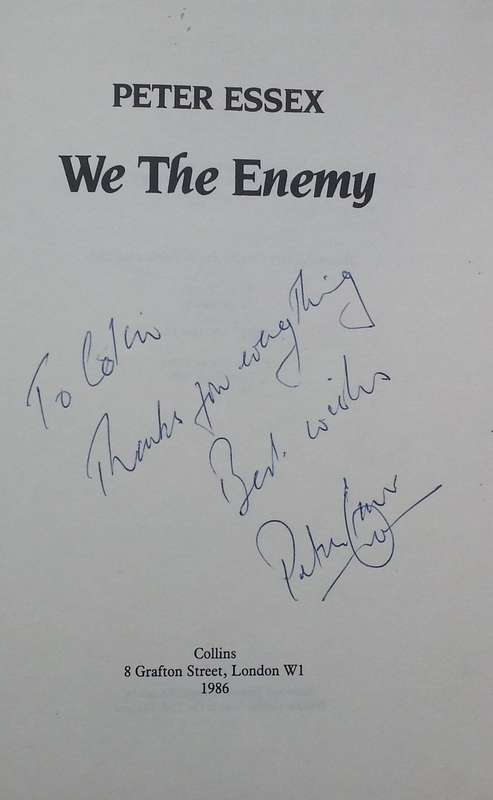 PETER ESSEX
We The Enemy
To Colin
Thanks for everything
Best wishes
Peter
Collins
8 Grafton Street, London W1
1986